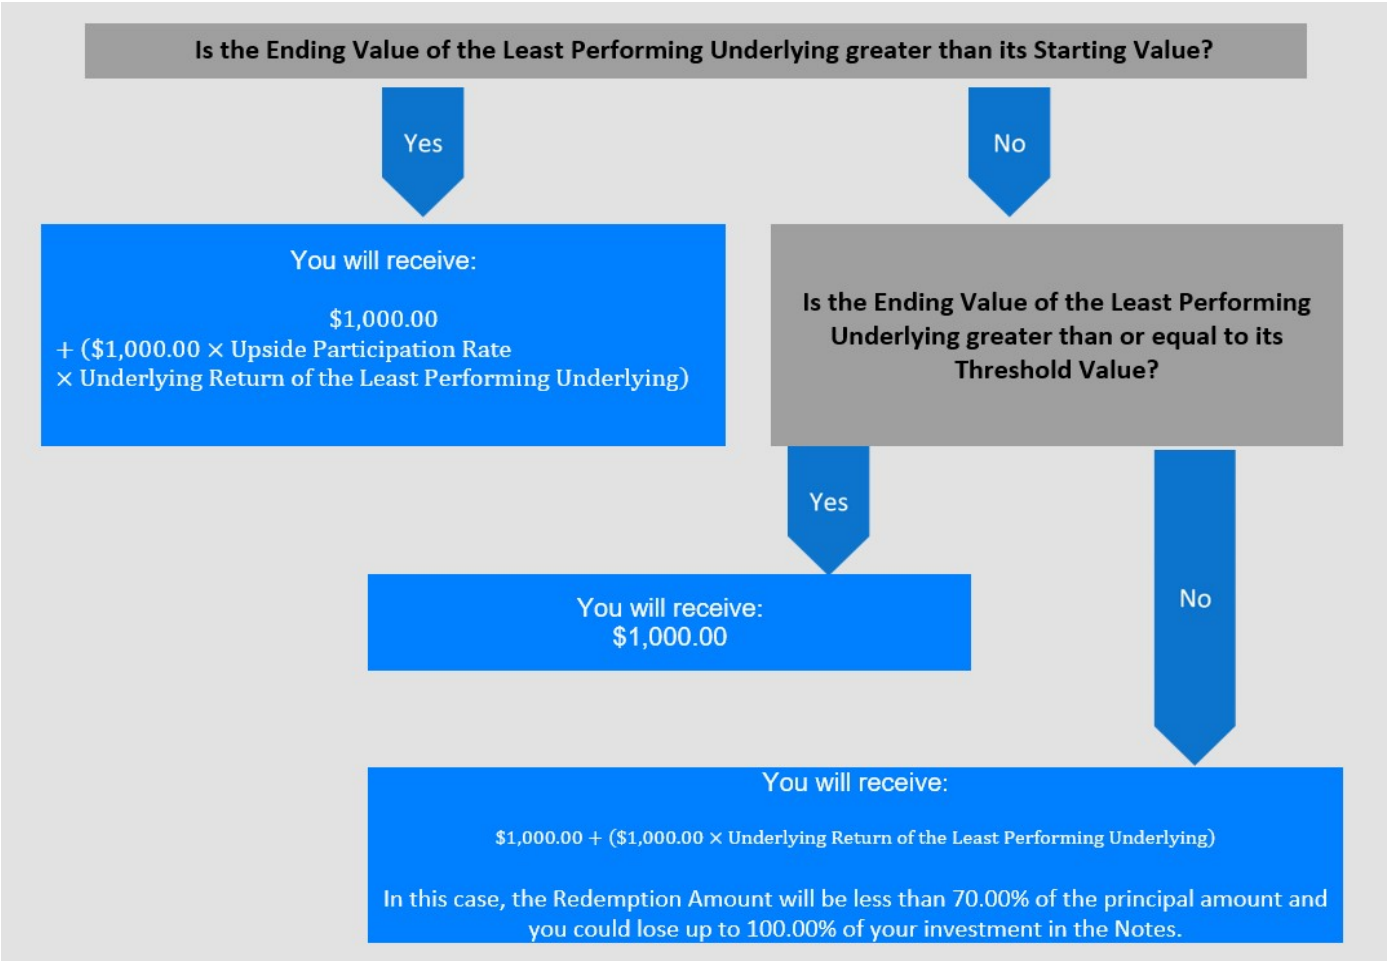 Is the Ending Value of the Least Performing Underlying greater than its Starting Value?
Yes
No
You will receive:
$1,000.00
+ ($1,000.00 × Upside Participation Rate
× Underlying Return of the Least Performing Underlying)
Is the Ending Value of the Least Performing
Underlying greater than or equal to its
Threshold Value?
Yes
No
You will receive:
$1,000.00
You will receive:
$1,000.00 + ($1,000.00 × Underlying Return of the Least Performing Underlying)
In this case, the Redemption Amount will be less than 70.00% of the principal amount and
you could lose up to 100.00% of your investment in the Notes.